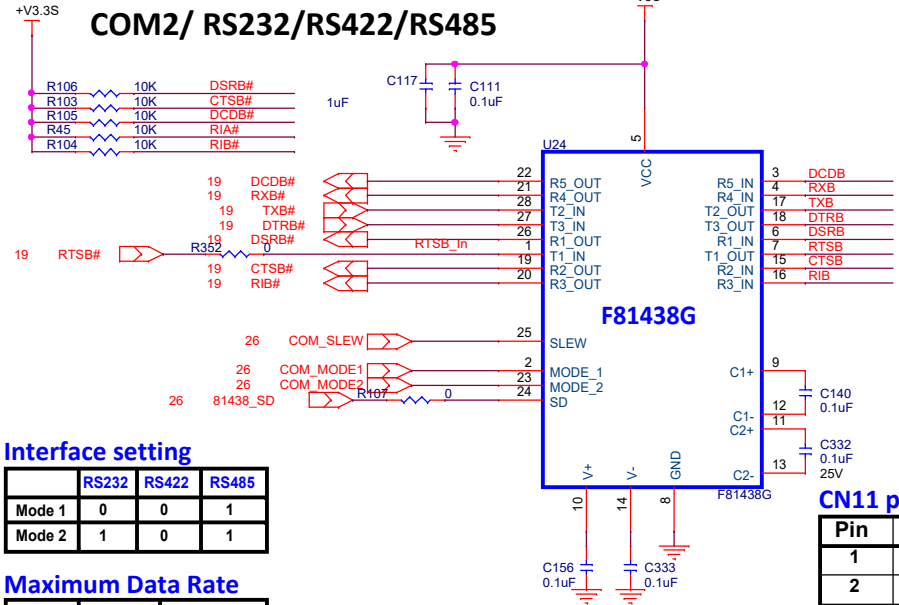 +V3.3S
COM2/ RS232/RS422/RS485
R106 10K DSRB#
R103 10K CTSB#
R105 10K DCDB#
R45 10K RIA#
R104 10K RIB#
1uF
C117
C111
0.1uF
U24
5
VCC
19 DCDB# 22 R5_OUT
19 RXB# 21 R4_OUT
19 TXB# 28 T2_IN
19 DTRB# 27 T3_IN
19 DSRB# 26 R1_OUT
19 RTSB# R352 0 RTSB_In 1 T1_IN
19 CTSB# 19 R2_OUT
19 RIB# 20 R3_OUT
R5_IN 3 DCDB
R4_IN 4 RXB
T2_OUT 17 TXB
T3_OUT 18 DTRB
R1_IN 6 DSRB
T1_OUT 7 RTSB
R2_IN 15 CTSB
R3_IN 16 RIB
F81438G
26 COM_SLEW 25 SLEW
26 COM_MODE1 2 MODE_1
26 COM_MODE2 23 MODE_2
26 81438_SD R107 0 24 SD
C1+ 9
C140
0.1uF
C1- 12
C2+ 11
C332
0.1uF
25V
C2- 13
V+ 10
V- 14
GND 8
F81438G
C156
0.1uF
C333
0.1uF
Interface setting
RS232 RS422 RS485
Mode 1 0 0 1
Mode 2 1 0 1
Maximum Data Rate
CN11 p
Pin
1
2